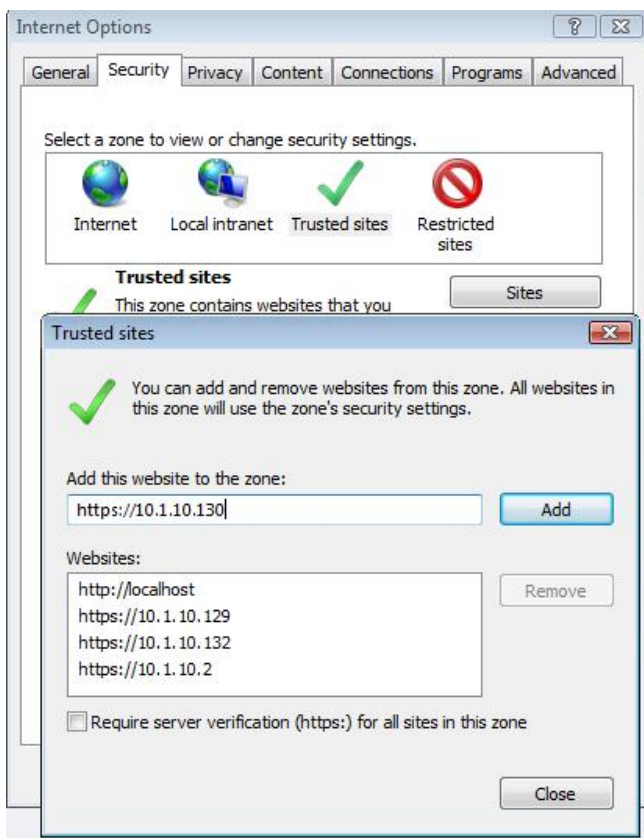 Internet Options
General Security Privacy Content Connections Programs Advanced
Select a zone to view or change security settings.
Internet Local intranet Trusted sites Restricted
sites
Trusted sites
This zone contains websites that you
Sites
Trusted sites
You can add and remove websites from this zone. All websites in
this zone will use the zone's security settings.
Add this website to the zone:
https://10.1.10.130
Add
Websites:
http://localhost
https://10.1.10.129
https://10.1.10.132
https://10.1.10.2
Remove
Require server verification (https:) for all sites in this zone
Close